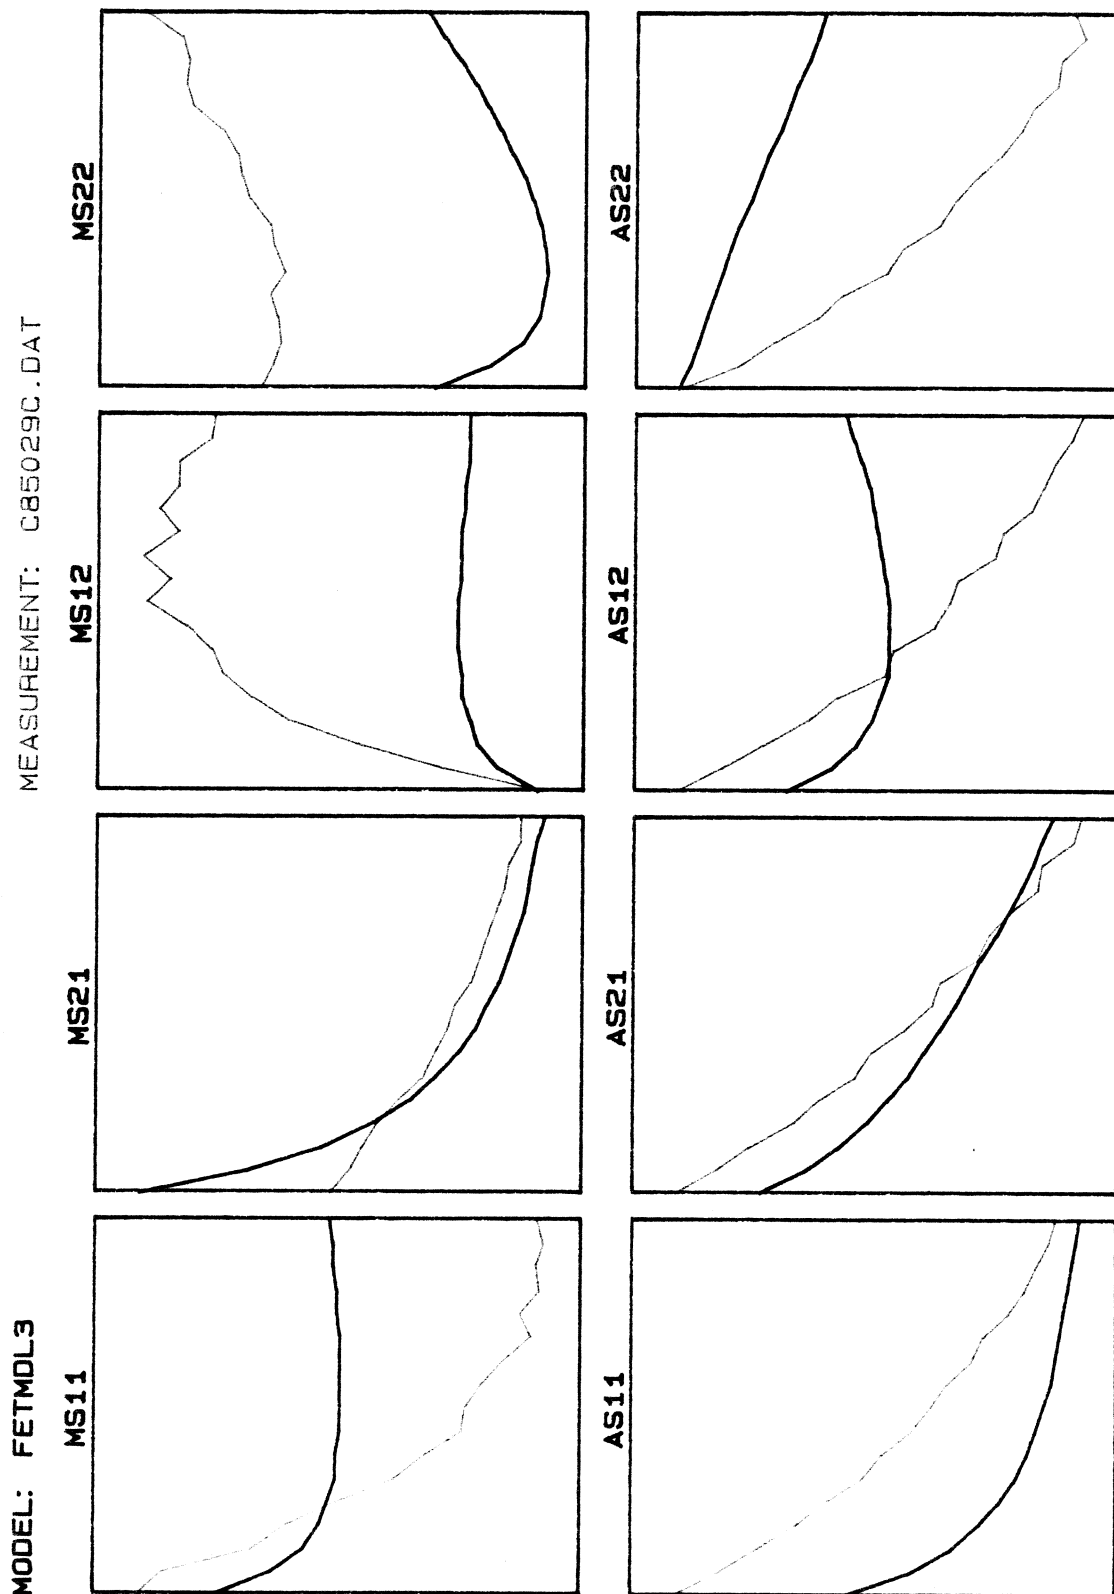 MODEL: FETMDL3
MEASUREMENT: C85029C.DAT
MS11
MS21
MS12
MS22
AS11
AS21
AS12
AS22